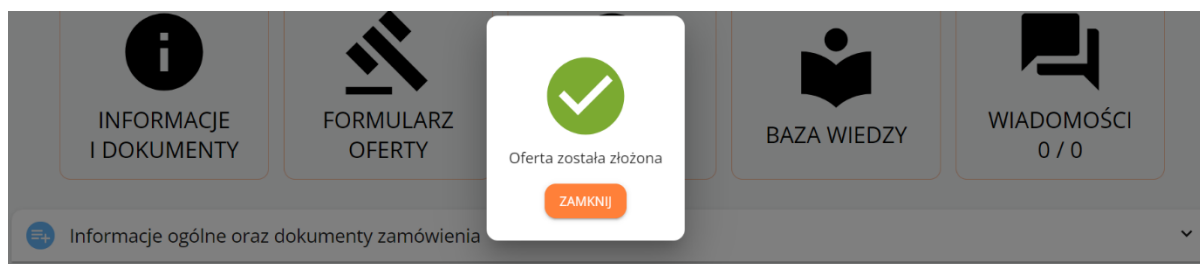 INFORMACJE
I DOKUMENTY
FORMULARZ
OFERTY
Oferta została złożona
ZAMKNIJ
BAZA WIEDZY
WIADOMOŚCI
0 / 0
Informacje ogólne oraz dokumenty zamówienia